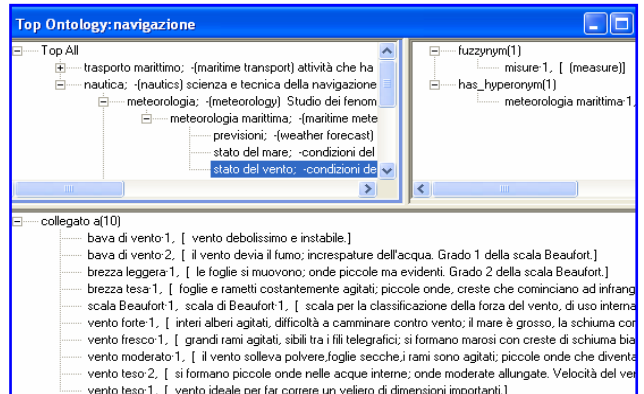 Top Ontology: navigazione
Top All
trasporto marittimo; -(maritime transport) attività che ha
nautica; -(nautics) scienza e tecnica della navigazione
meteorologia; -(meteorology) Studio dei fenom
meteorologia marittima; -(maritime mete
previsioni; -(weather forecast)
stato del mare; -condizioni del
stato del vento; -condizioni de
fuzzynym(1)
misure·1, [ (measure)]
has_hyperonym(1)
meteorologia marittima·1,
collegato a(10)
bava di vento·1, [ vento debolissimo e instabile.]
bava di vento·2, [ il vento devia il fumo; increspature dell'acqua. Grado 1 della scala Beaufort.]
brezza leggera·1, [ le foglie si muovono; onde piccole ma evidenti. Grado 2 della scala Beaufort.]
brezza tesa·1, [ foglie e rametti costantemente agitati; piccole onde, creste che cominciano ad infrang
scala Beaufort·1, scala di Beaufort·1, [ scala per la classificazione della forza del vento, di uso interna
vento forte·1, [ interi alberi agitati, difficoltà a camminare contro vento; il mare è grosso, la schiuma cor
vento fresco·1, [ grandi rami agitati, sibili tra i fili telegrafici; si formano marosi con creste di schiuma bia
vento moderato·1, [ il vento solleva polvere,foglie secche,i rami sono agitati; piccole onde che diventa
vento teso·2, [ si formano piccole onde nelle acque interne; onde moderate allungate. Velocità del ver
vento teso·1, [ vento ideale per far correre un veliero di dimensioni importanti.]